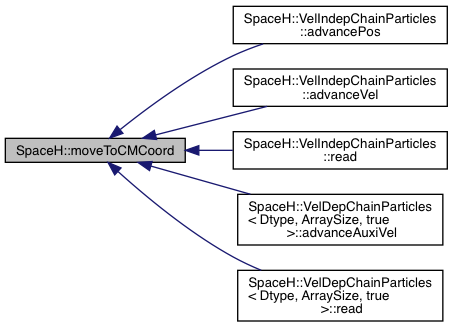 SpaceH::moveToCMCoord
SpaceH::VelIndepChainParticles
::advancePos
SpaceH::VelIndepChainParticles
::advanceVel
SpaceH::VelIndepChainParticles
::read
SpaceH::VelDepChainParticles
< Dtype, ArraySize, true
>::advanceAuxiVel
SpaceH::VelDepChainParticles
< Dtype, ArraySize, true
>::read